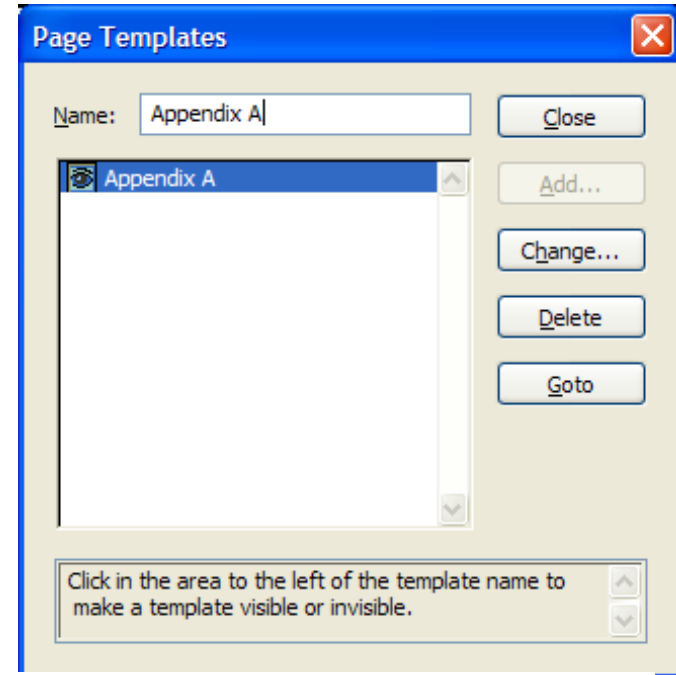 Page Templates
Name: Appendix A
Close
Appendix A
Add...
Change...
Delete
Goto
Click in the area to the left of the template name to
make a template visible or invisible.